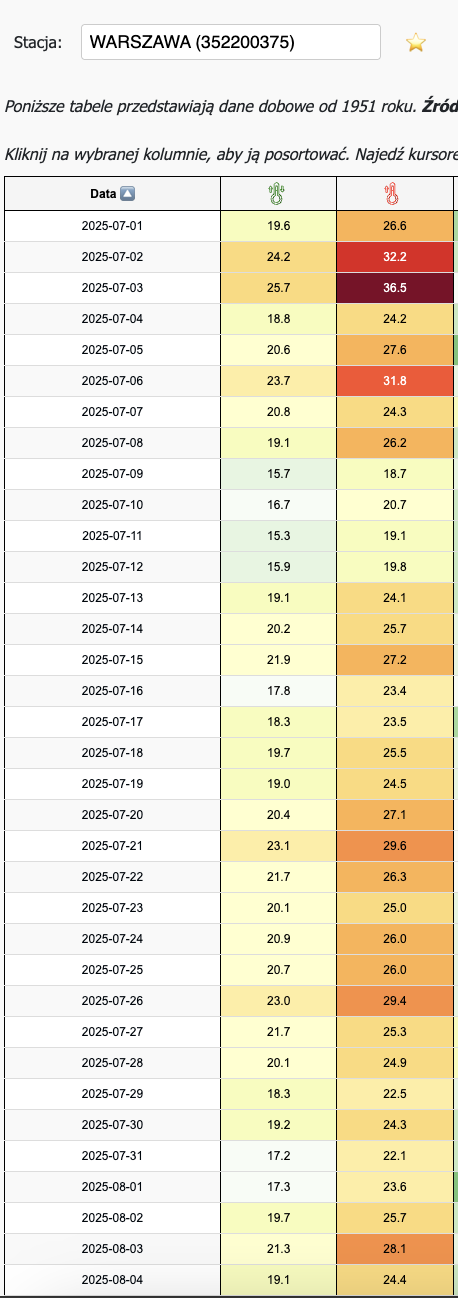 Stacja: WARSZAWA (352200375)
Poniższe tabele przedstawiają dane dobowe od 1951 roku. Źród
Kliknij na wybranej kolumnie, aby ją posortować. Najedź kursore
Data
2025-07-01 19.6 26.6
2025-07-02 24.2 32.2
2025-07-03 25.7 36.5
2025-07-04 18.8 24.2
2025-07-05 20.6 27.6
2025-07-06 23.7 31.8
2025-07-07 20.8 24.3
2025-07-08 19.1 26.2
2025-07-09 15.7 18.7
2025-07-10 16.7 20.7
2025-07-11 15.3 19.1
2025-07-12 15.9 19.8
2025-07-13 19.1 24.1
2025-07-14 20.2 25.7
2025-07-15 21.9 27.2
2025-07-16 17.8 23.4
2025-07-17 18.3 23.5
2025-07-18 19.7 25.5
2025-07-19 19.0 24.5
2025-07-20 20.4 27.1
2025-07-21 23.1 29.6
2025-07-22 21.7 26.3
2025-07-23 20.1 25.0
2025-07-24 20.9 26.0
2025-07-25 20.7 26.0
2025-07-26 23.0 29.4
2025-07-27 21.7 25.3
2025-07-28 20.1 24.9
2025-07-29 18.3 22.5
2025-07-30 19.2 24.3
2025-07-31 17.2 22.1
2025-08-01 17.3 23.6
2025-08-02 19.7 25.7
2025-08-03 21.3 28.1
2025-08-04 19.1 24.4